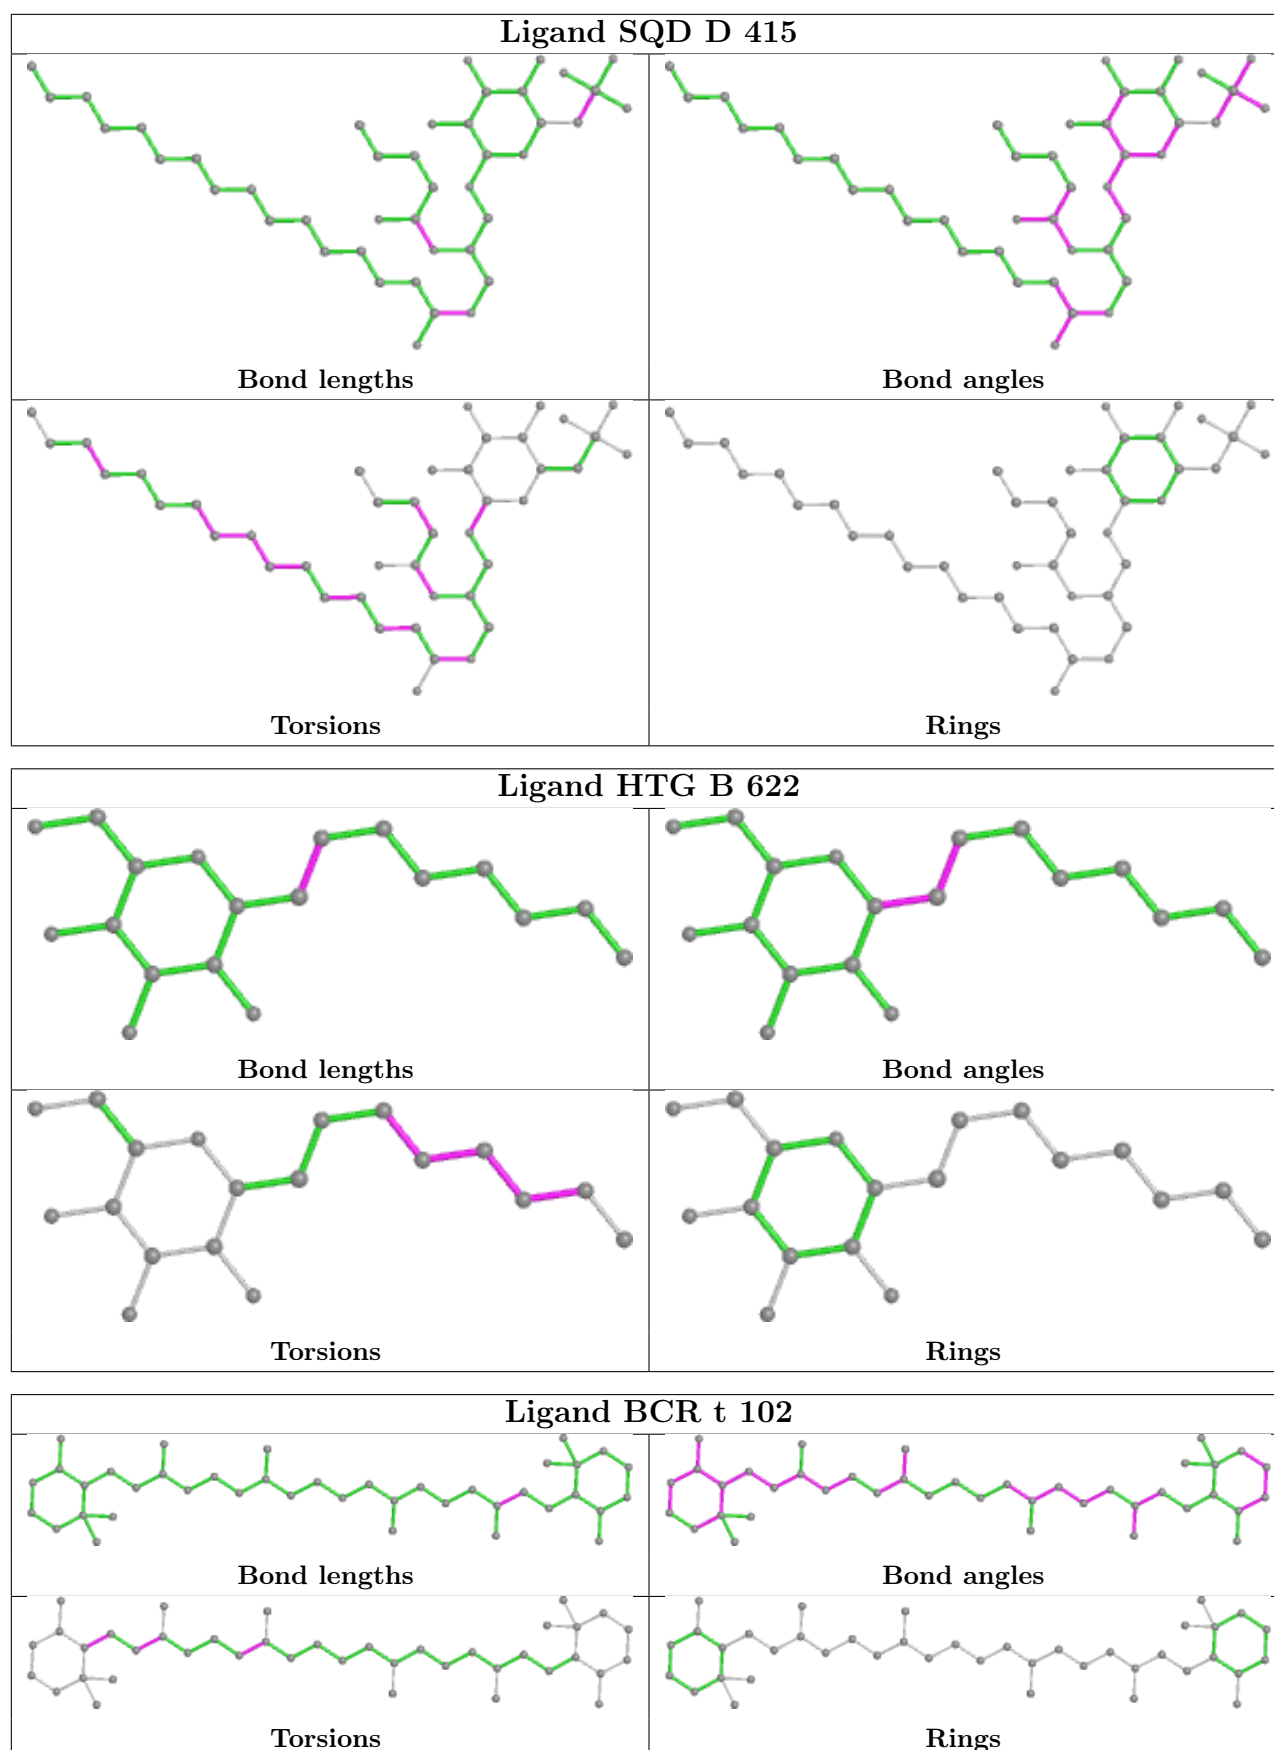 Ligand SQD D 415
Bond lengths
Bond angles
Torsions
Rings
Ligand HTG B 622
Bond lengths
Bond angles
Torsions
Rings
Ligand BCR t 102
Bond lengths
Bond angles
Torsions
Rings